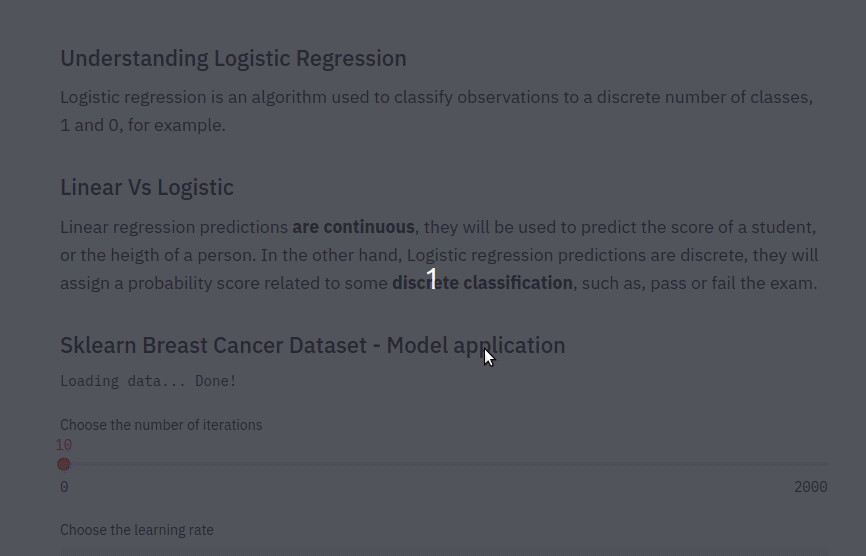 Understanding Logistic Regression
Logistic regression is an algorithm used to classify observations to a discrete number of classes,
1 and 0, for example.
Linear Vs Logistic
Linear regression predictions are continuous, they will be used to predict the score of a student,
or the heigth of a person. In the other hand, Logistic regression predictions are discrete, they will
1
assign a probability score related to some discrete classification, such as, pass or fail the exam.
Sklearn Breast Cancer Dataset - Model application
Loading data... Done!
Choose the number of iterations
10
0 2000
Choose the learning rate